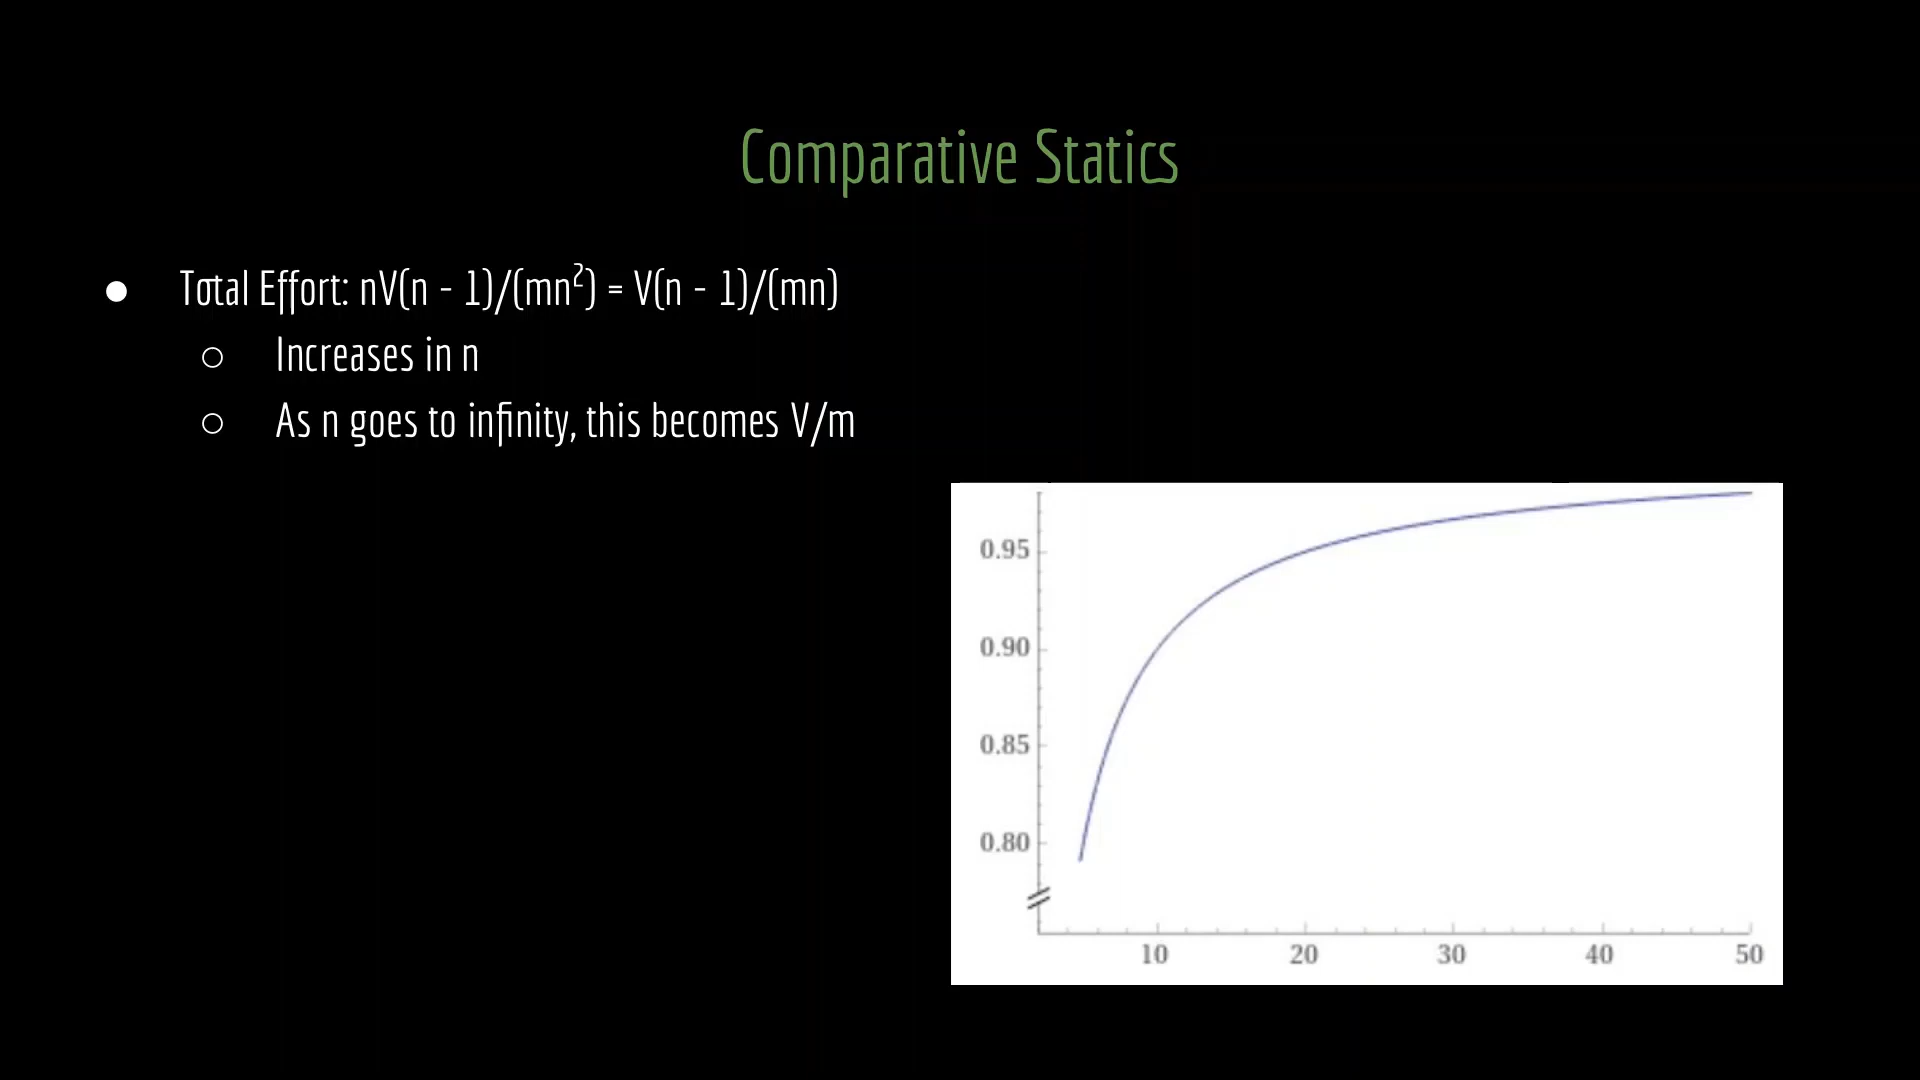 Comparative Statics
● Total Effort: nV(n - 1)/(mn²) = V(n - 1)/(mn)
○ Increases in n
○ As n goes to infinity, this becomes V/m
0.95
0.90
0.85
0.80
10 20 30 40 50